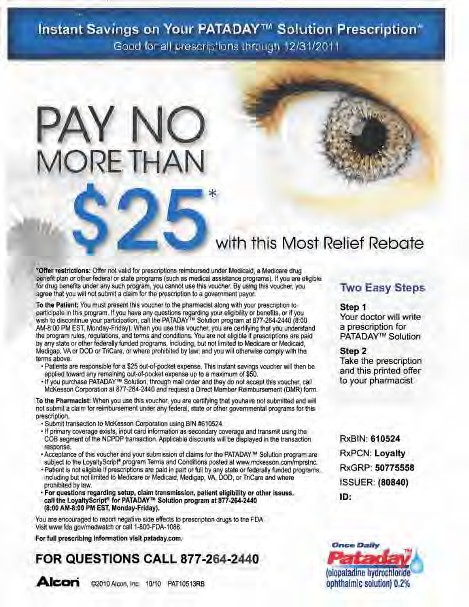 Instant Savings on Your PATADAY™ Solution Prescription*
Good for all prescriptions through 12/31/2011
PAY NO
MORE THAN
$25*
with this Most Relief Rebate
*Offer restrictions: Offer not valid for prescriptions reimbursed under Medicaid, a Medicare drug
benefit plan or other federal or state programs (such as medical assistance programs). If you are eligible
for drug benefits under any such program, you cannot use this voucher. By using this voucher, you
agree that you will not submit a claim for the prescription to a government payor.
To the Patient: You must present this voucher to the pharmacist along with your prescription to
participate in this program. If you have any questions regarding your eligibility or benefits, or if you
wish to discontinue your participation, call the PATADAY™ Solution program at 877-264-2440 (8:00
AM-8:00 PM EST, Monday-Friday). When you use this voucher, you are certifying that you understand
the program rules, regulations, and terms and conditions. You are not eligible if prescriptions are paid
by any state or other federally funded programs, including, but not limited to Medicare or Medicaid,
Medigap, VA or DOD or TriCare, or where prohibited by law; and you will otherwise comply with the
terms above.
• Patients are responsible for a $25 out-of-pocket expense. This instant savings voucher will then be
applied toward any remaining out-of-pocket expense up to a maximum of $50.
• If you purchase PATADAY™ Solution, through mail order and they do not accept this voucher, call
McKesson Corporation at 877-264-2440 and request a Direct Member Reimbursement (DMR) form.
To the Pharmacist: When you use this voucher, you are certifying that you have not submitted and will
not submit a claim for reimbursement under any federal, state or other governmental programs for this
prescription.
• Submit transaction to McKesson Corporation using BIN #610524
• If primary coverage exists, input card information as secondary coverage and transmit using the
COB segment of the NCPDP transaction. Applicable discounts will be displayed in the transaction
response.
• Acceptance of this voucher and your submission of claims for the PATADAY™ Solution program are
subject to the LoyaltyScript® program Terms and Conditions posted at www.mckesson.com/mprstnc.
• Patient is not eligible if prescriptions are paid in part or full by any state or federally funded programs,
including but not limited to Medicare or Medicaid, Medigap, VA, DOD, or TriCare and where
prohibited by law.
• For questions regarding setup, claim transmission, patient eligibility or other issues,
call the LoyaltyScript® for PATADAY™ Solution program at 877-264-2440
(8:00 AM-8:00 PM EST, Monday-Friday).
You are encouraged to report negative side effects to prescription drugs to the FDA.
Visit www.fda.gov/medwatch or call 1-800-FDA-1088.
For full prescribing information visit pataday.com.
FOR QUESTIONS CALL 877-264-2440
Alcon ©2010 Alcon, Inc. 10/10 PAT10513RB
Two Easy Steps
Step 1
Your doctor will write
a prescription for
PATADAY™ Solution
Step 2
Take the prescription
and this printed offer
to your pharmacist
RxBIN: 610524
RxPCN: Loyalty
RxGRP: 50775558
ISSUER: (80840)
ID:
Once Daily
Pataday™
(olopatadine hydrochloride
ophthalmic solution) 0.2%